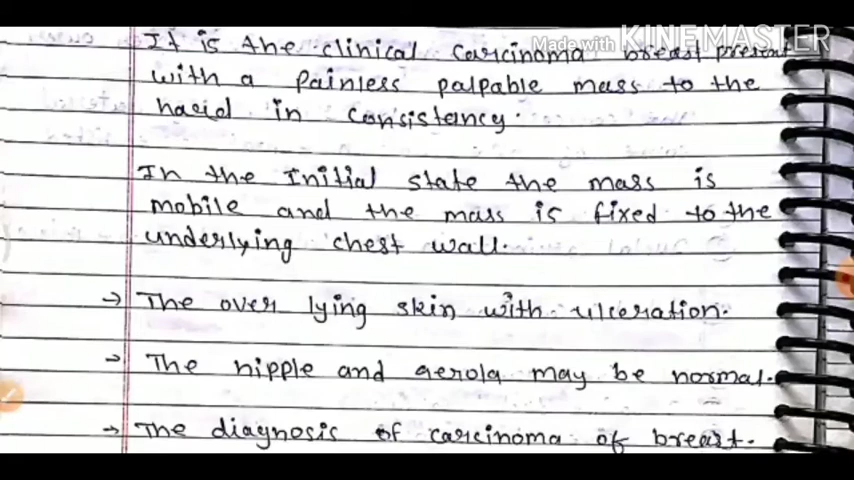 Made with KINEMASTER
It is the clinical carcinoma breast present
with a painless palpable mass to the
hard in consistency.
In the Initial state the mass is
mobile and the mass is fixed to the
underlying chest wall.
→ The over lying skin with ulceration.
→ The nipple and aerola may be normal.
→ The diagnosis of carcinoma of breast.